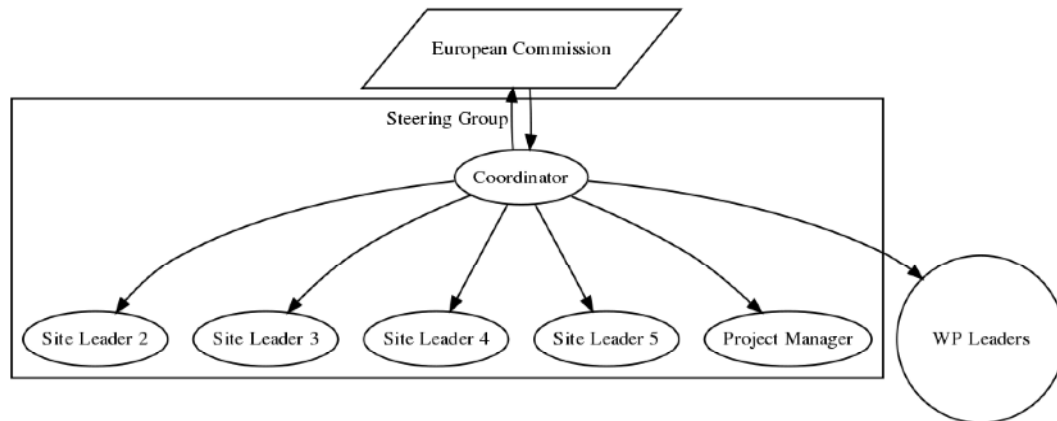 European Commission
Steering Group
Coordinator
Site Leader 2
Site Leader 3
Site Leader 4
Site Leader 5
Project Manager
WP Leaders